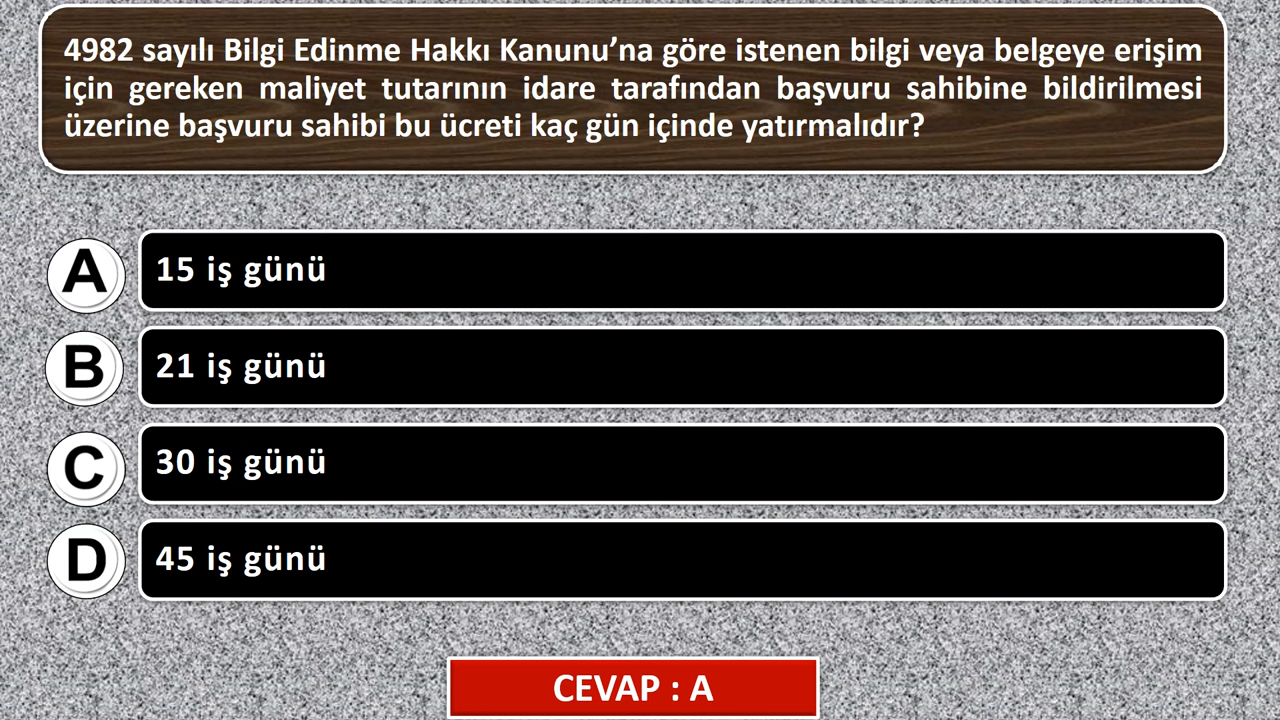 4982 sayılı Bilgi Edinme Hakkı Kanunu’na göre istenen bilgi veya belgeye erişim
için gereken maliyet tutarının idare tarafından başvuru sahibine bildirilmesi
üzerine başvuru sahibi bu ücreti kaç gün içinde yatırmalıdır?
A 15 iş günü
B 21 iş günü
C 30 iş günü
D 45 iş günü
CEVAP : A